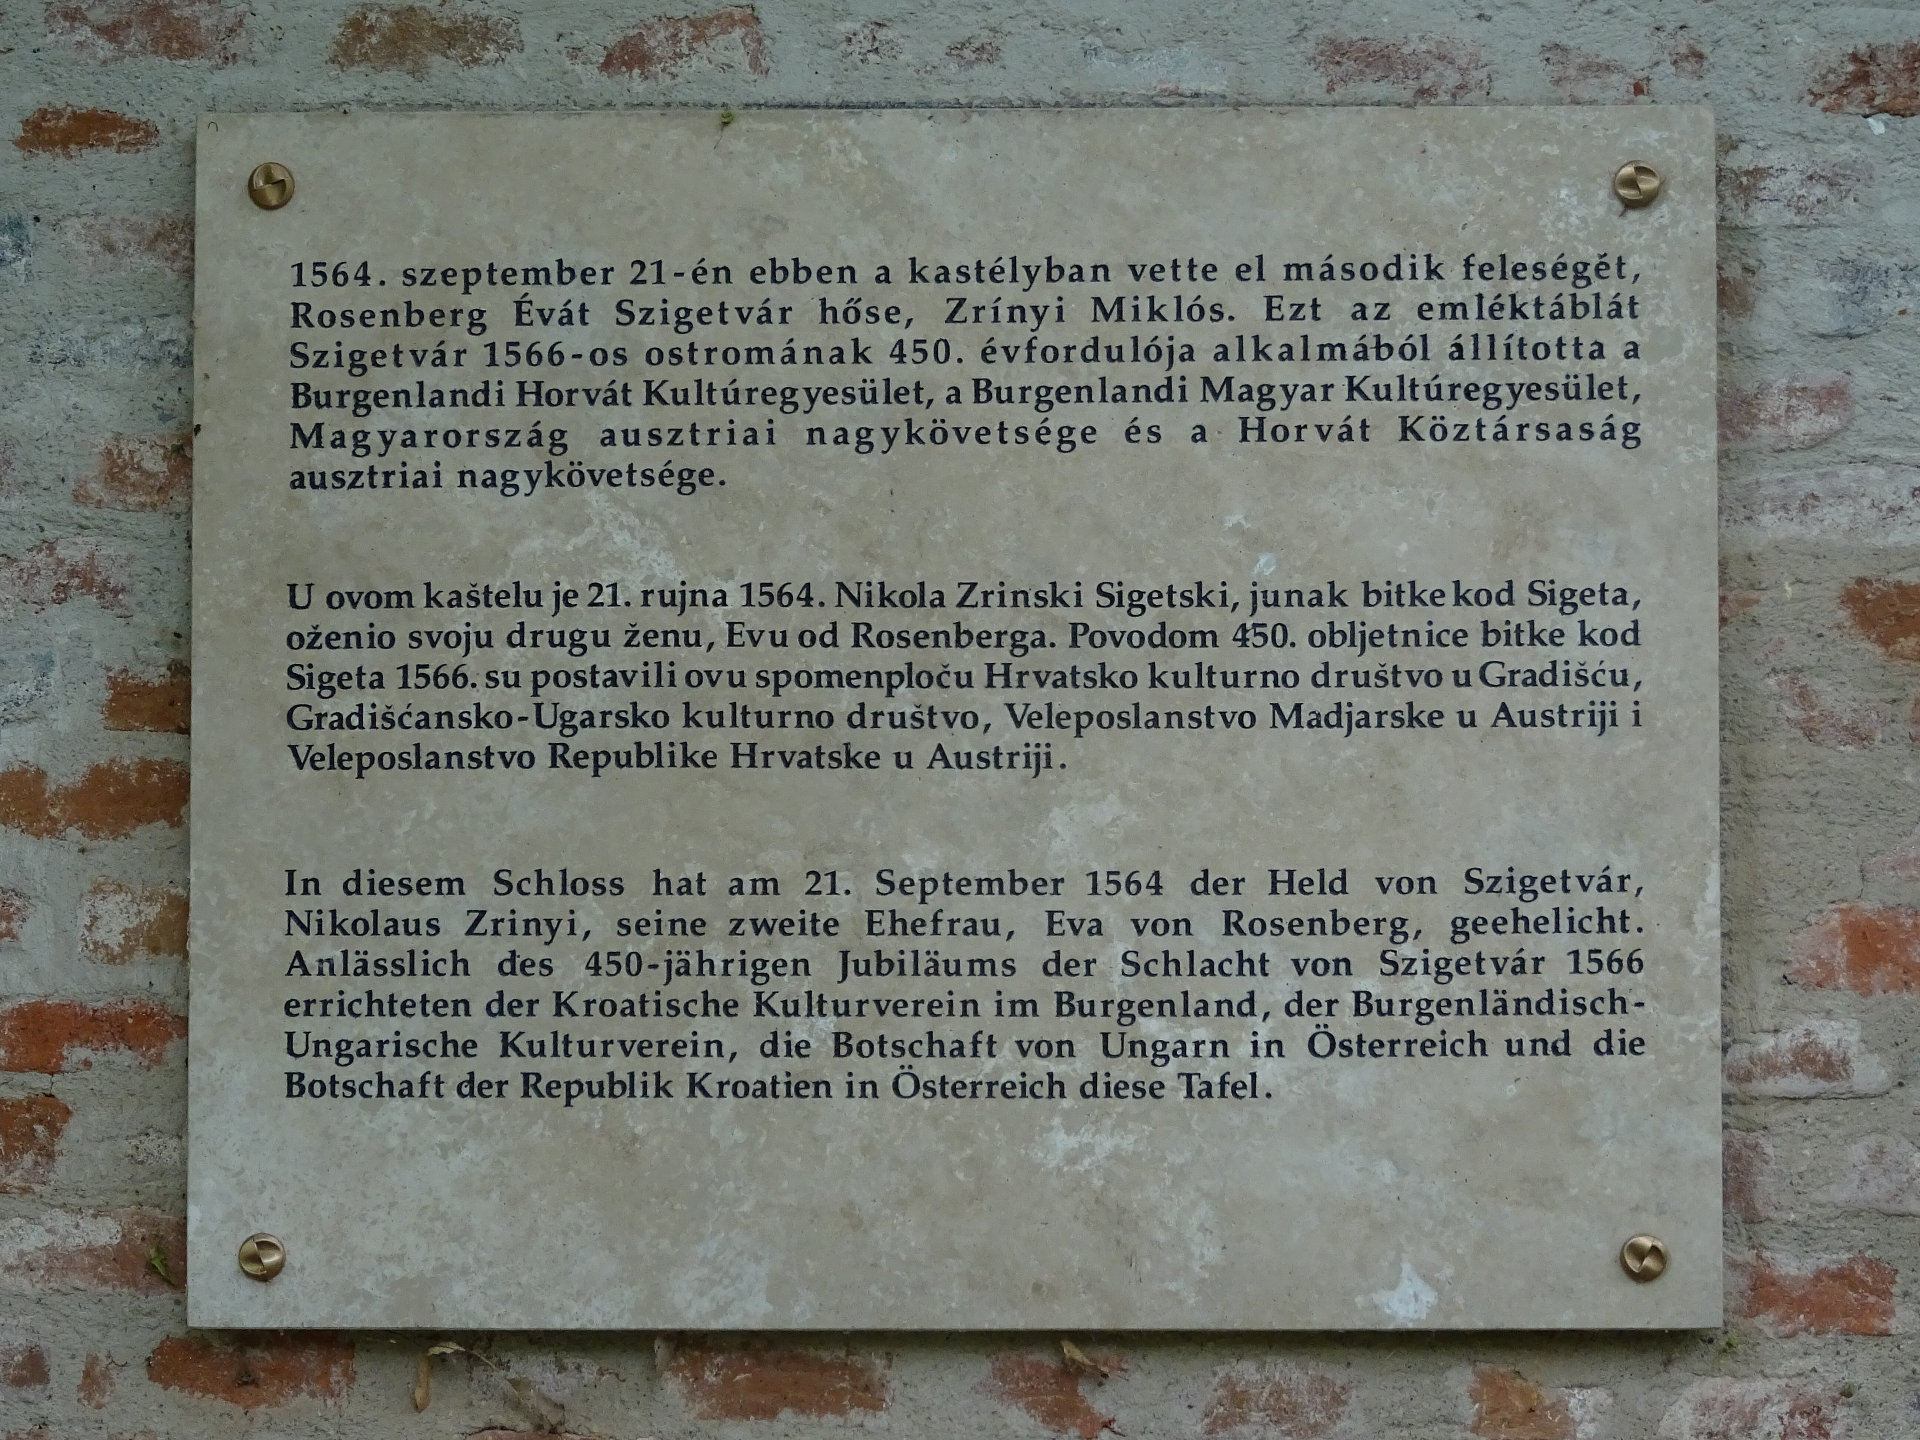 1564. szeptember 21-én ebben a kastélyban vette el második feleségét,
Rosenberg Évát Szigetvár hőse, Zrínyi Miklós. Ezt az emléktáblát
Szigetvár 1566-os ostromának 450. évfordulója alkalmából állította a
Burgenlandi Horvát Kultúregyesület, a Burgenlandi Magyar Kultúregyesület,
Magyarország ausztriai nagykövetsége és a Horvát Köztársaság
ausztriai nagykövetsége.
U ovom kaštelu je 21. rujna 1564. Nikola Zrinski Sigetski, junak bitke kod Sigeta,
oženio svoju drugu ženu, Evu od Rosenberga. Povodom 450. obljetnice bitke kod
Sigeta 1566. su postavili ovu spomenploču Hrvatsko kulturno društvo u Gradišću,
Gradišćansko-Ugarsko kulturno društvo, Veleposlanstvo Madjarske u Austriji i
Veleposlanstvo Republike Hrvatske u Austriji.
In diesem Schloss hat am 21. September 1564 der Held von Szigetvár,
Nikolaus Zrinyi, seine zweite Ehefrau, Eva von Rosenberg, geehelicht.
Anlässlich des 450-jährigen Jubiläums der Schlacht von Szigetvár 1566
errichteten der Kroatische Kulturverein im Burgenland, der Burgenländisch-
Ungarische Kulturverein, die Botschaft von Ungarn in Österreich und die
Botschaft der Republik Kroatien in Österreich diese Tafel.